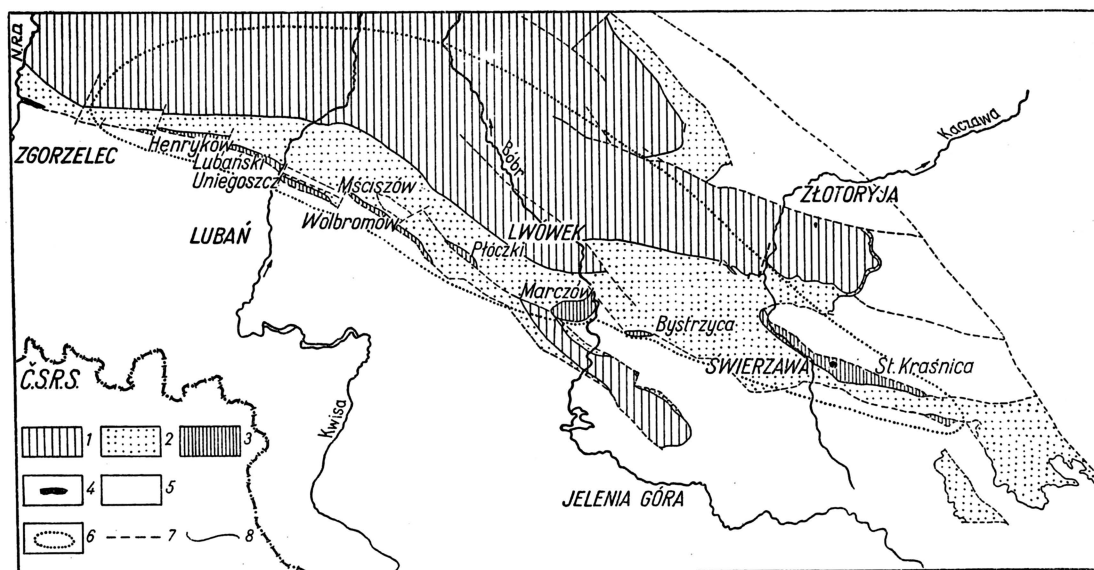 N.R.D.
ZGORZELEC
Henryków
Lubański
Uniegoszcz
Mściszów
Wolbromów
LUBAŃ
Bóbr
LWÓWEK
Płóczki
Marczów
Bystrzyca
Kaczawa
ZŁOTORYJA
ŚWIERZAWA
St. Kraśnica
Č.S.R.S.
Kwisa
JELENIA GÓRA
1 2 3
4 5
6 7 8